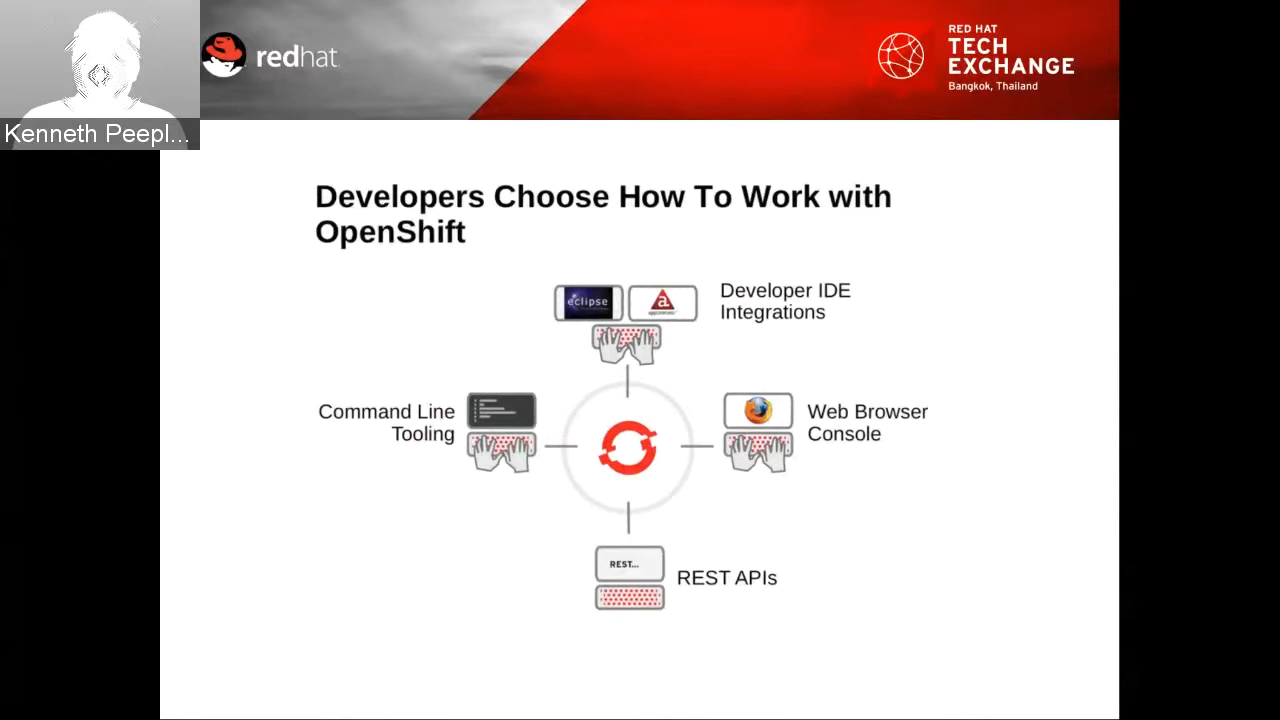 Kenneth Peepl...
redhat.
RED HAT
TECH
EXCHANGE
Bangkok, Thailand
Developers Choose How To Work with
OpenShift
eclipse
Developer IDE
Integrations
Command Line
Tooling
Web Browser
Console
REST...
REST APIs